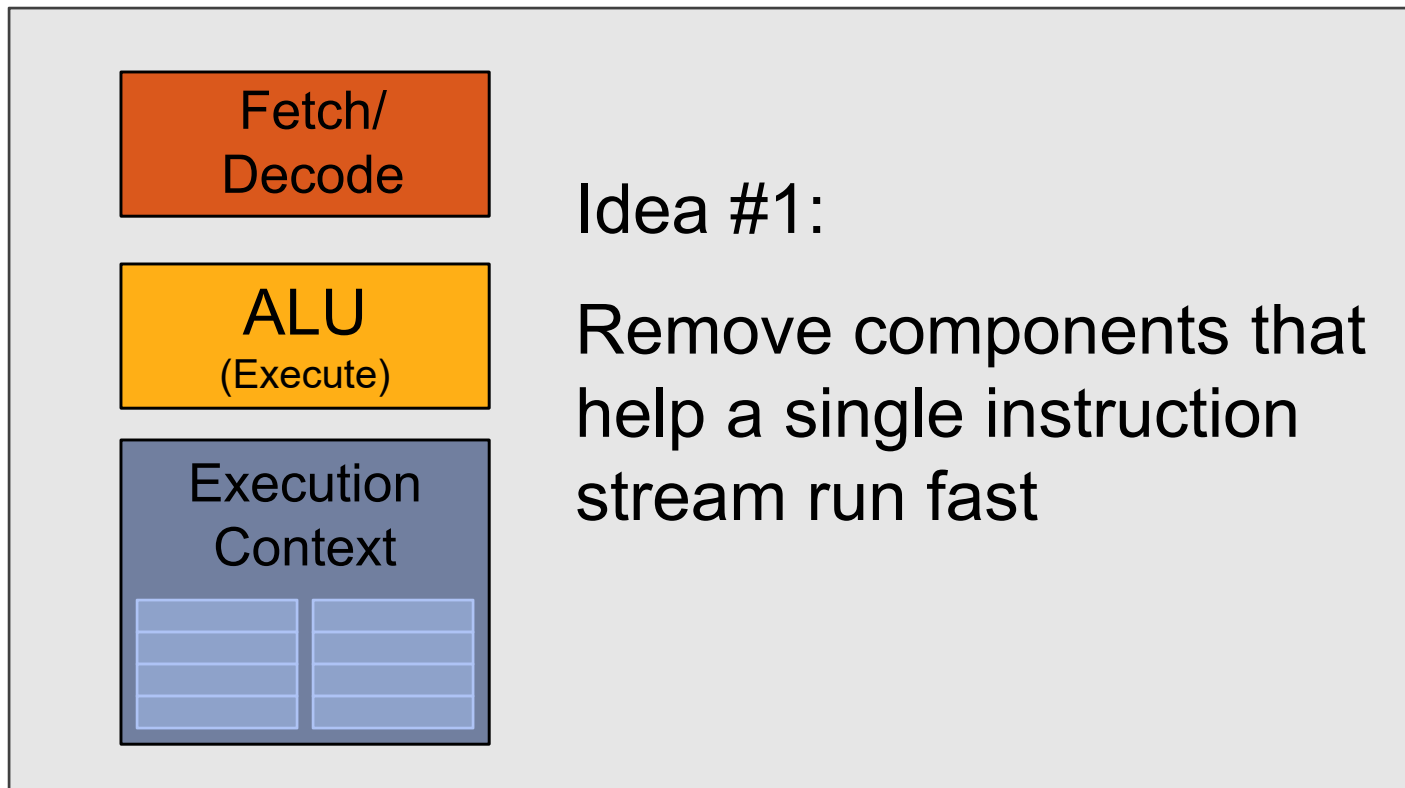 Fetch/
Decode
ALU
(Execute)
Execution
Context
Idea #1:
Remove components that
help a single instruction
stream run fast